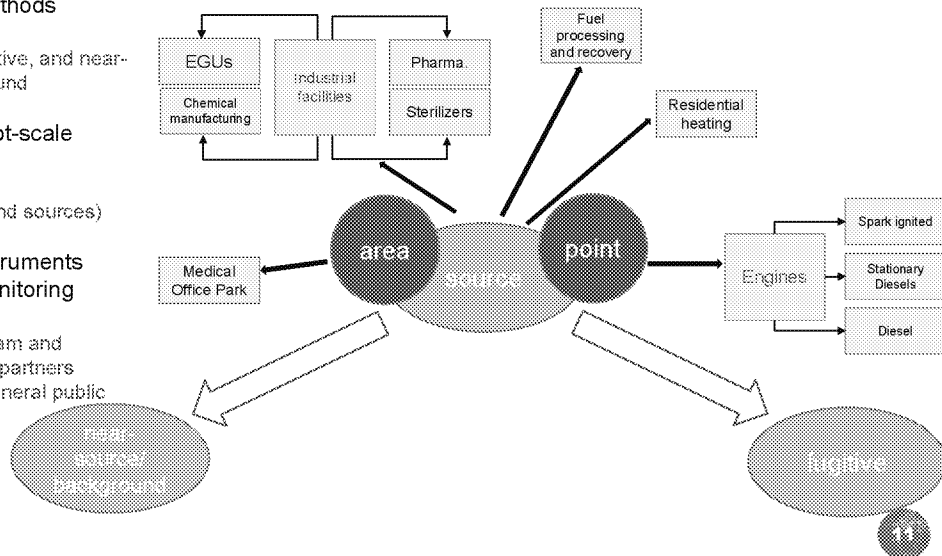 thods
tive, and near-
und
ot-scale
nd sources)
ruments
nitoring
am and
partners
neral public
EGUs
Chemical
manufacturing
Industrial
facilities
Pharma.
Sterilizers
Fuel
processing
and recovery
Residential
heating
area
source
point
Medical
Office Park
Engines
Spark ignited
Stationary
Diesels
Diesel
near-
source/
background
fugitive
11